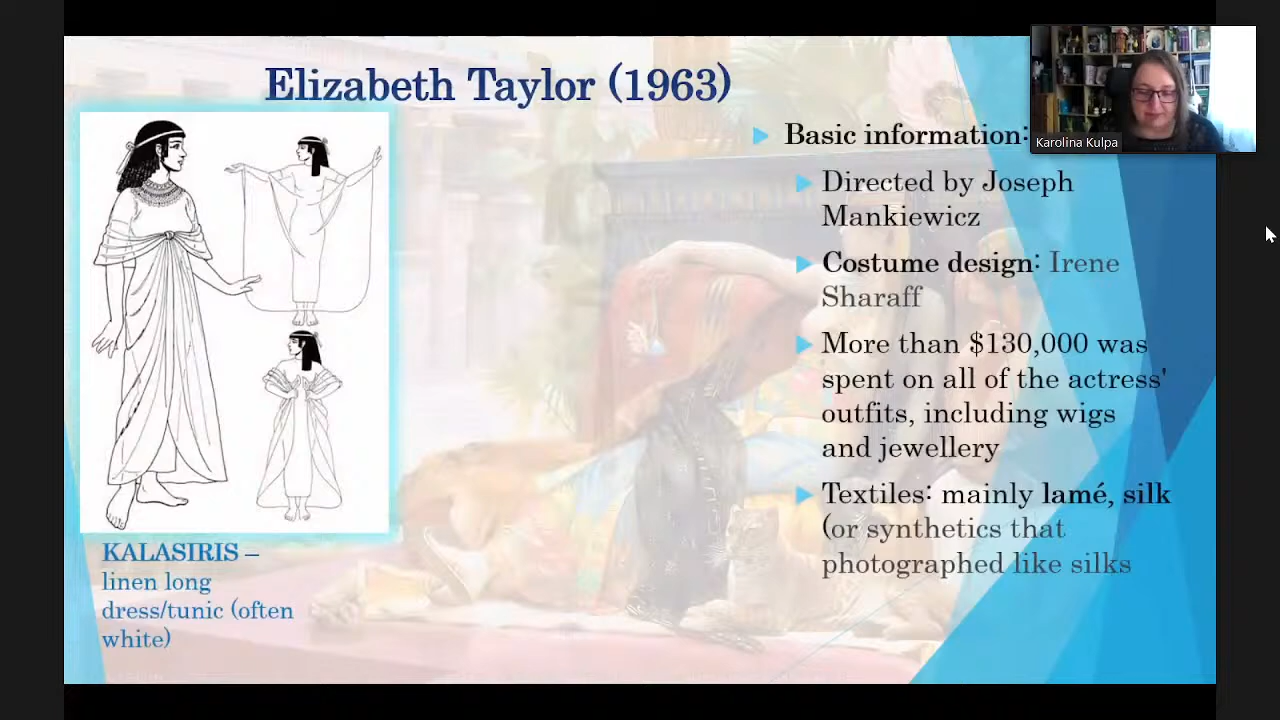 Elizabeth Taylor (1963)
Karolina Kulpa
Basic information:
Directed by Joseph
Mankiewicz
Costume design: Irene
Sharaff
More than $130,000 was
spent on all of the actress'
outfits, including wigs
and jewellery
Textiles: mainly lamé, silk
(or synthetics that
photographed like silks
KALASIRIS –
linen long
dress/tunic (often
white)